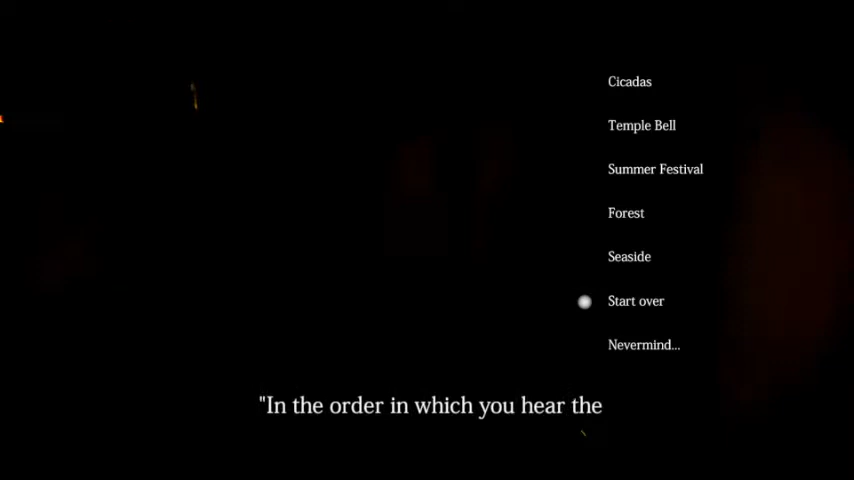 Cicadas
Temple Bell
Summer Festival
Forest
Seaside
Start over
Nevermind...
"In the order in which you hear the